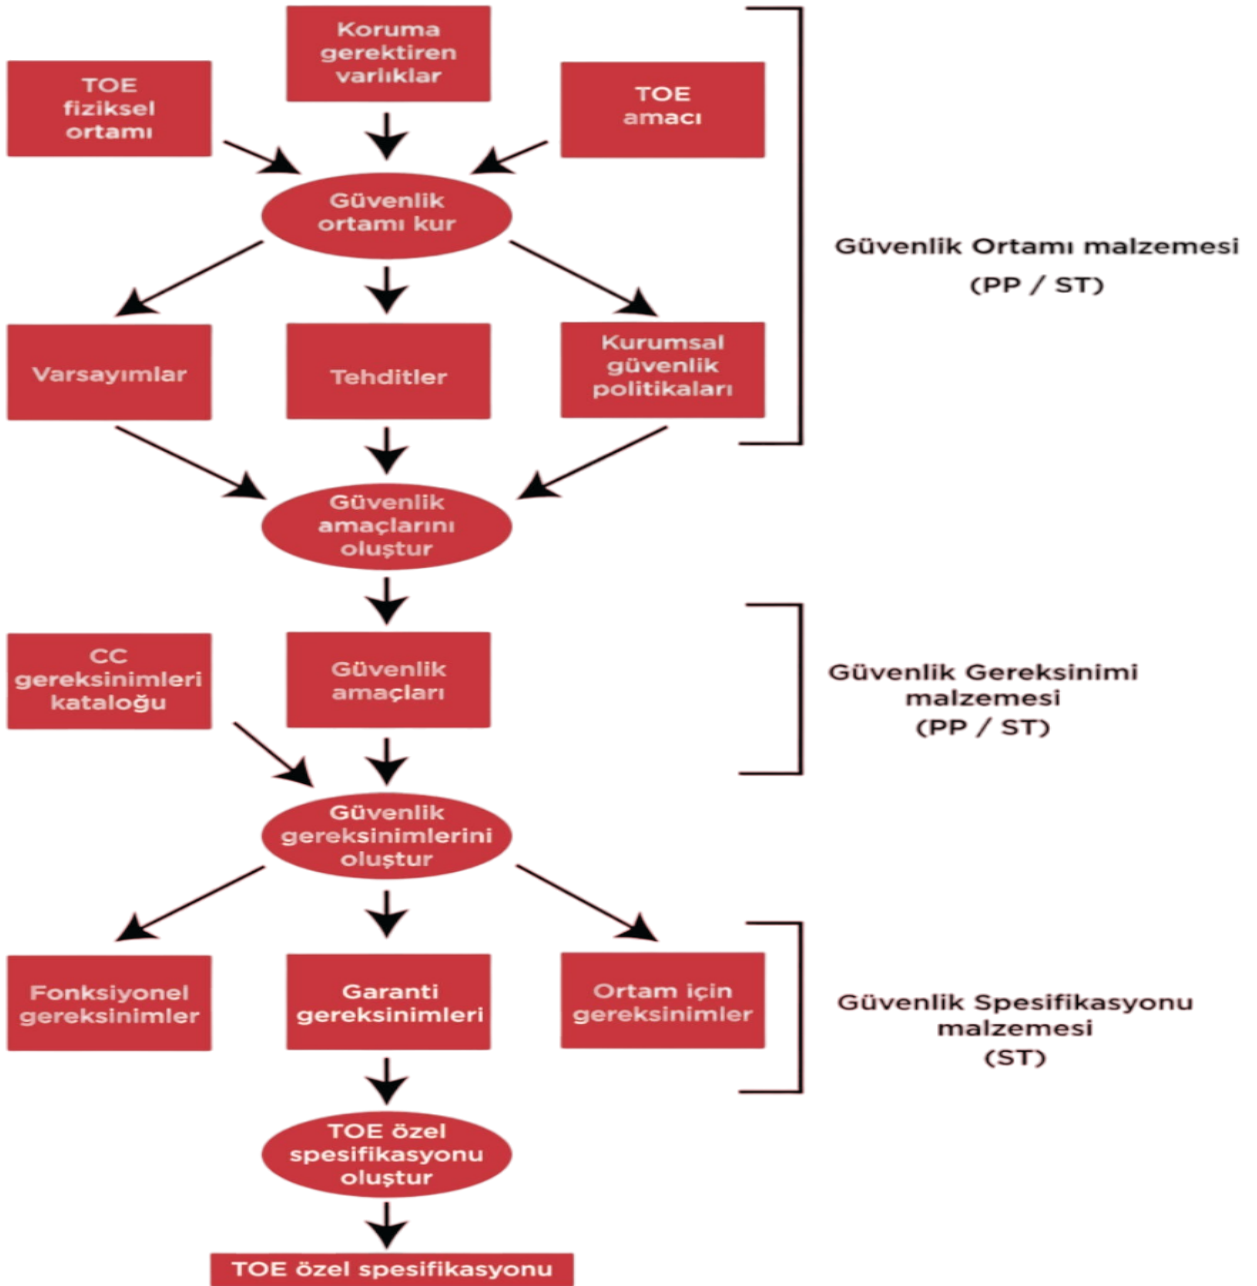 Koruma
gerektiren
varlıklar
TOE
fiziksel
ortamı
TOE
amacı
Güvenlik
ortamı kur
Güvenlik Ortamı malzemesi
(PP / ST)
Varsayımlar
Tehditler
Kurumsal
güvenlik
politikaları
Güvenlik
amaçlarını
oluştur
CC
gereksinimleri
kataloğu
Güvenlik
amaçları
Güvenlik Gereksinimi
malzemesi
(PP / ST)
Güvenlik
gereksinimlerini
oluştur
Fonksiyonel
gereksinimler
Garanti
gereksinimleri
Ortam için
gereksinimler
Güvenlik Spesifikasyonu
malzemesi
(ST)
TOE özel
spesifikasyonu
oluştur
TOE özel spesifikasyonu